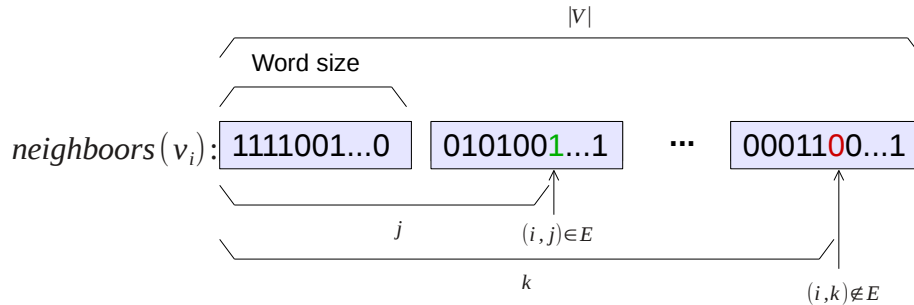 |V|
Word size
neighboors(v_i): 1111001...0 0101001...1 ... 0001100...1
j
(i,j)∈E
k
(i,k)∉E